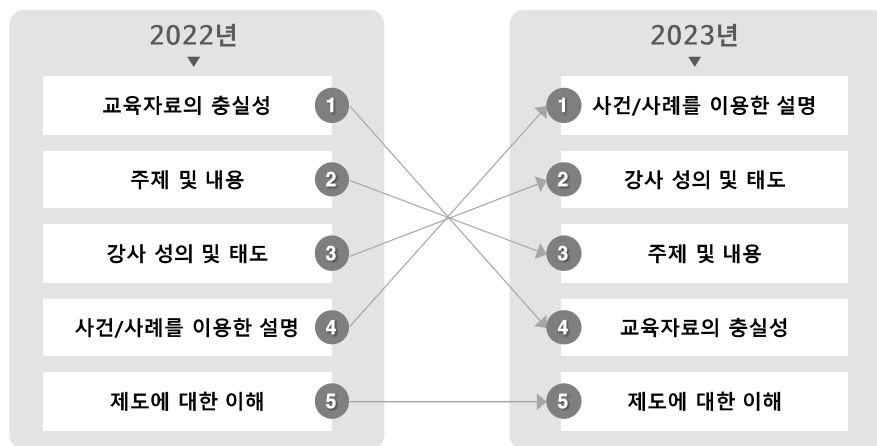 2022년
교육자료의 충실성 1
주제 및 내용 2
강사 성의 및 태도 3
사건/사례를 이용한 설명 4
제도에 대한 이해 5
2023년
1 사건/사례를 이용한 설명
2 강사 성의 및 태도
3 주제 및 내용
4 교육자료의 충실성
5 제도에 대한 이해